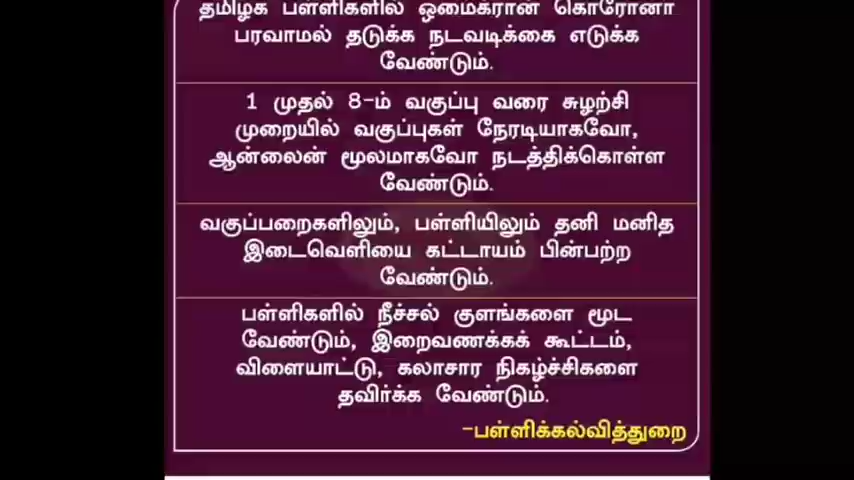 தமிழக பள்ளிகளில் ஒமைக்ரான் கொரோனா
பரவாமல் தடுக்க நடவடிக்கை எடுக்க
வேண்டும்.
1 முதல் 8-ம் வகுப்பு வரை சுழற்சி
முறையில் வகுப்புகள் நேரடியாகவோ,
ஆன்லைன் மூலமாகவோ நடத்திக்கொள்ள
வேண்டும்.
வகுப்பறைகளிலும், பள்ளியிலும் தனி மனித
இடைவெளியை கட்டாயம் பின்பற்ற
வேண்டும்.
பள்ளிகளில் நீச்சல் குளங்களை மூட
வேண்டும், இறைவணக்கக் கூட்டம்,
விளையாட்டு, கலாசார நிகழ்ச்சிகளை
தவிர்க்க வேண்டும்.
-பள்ளிக்கல்வித்துறை